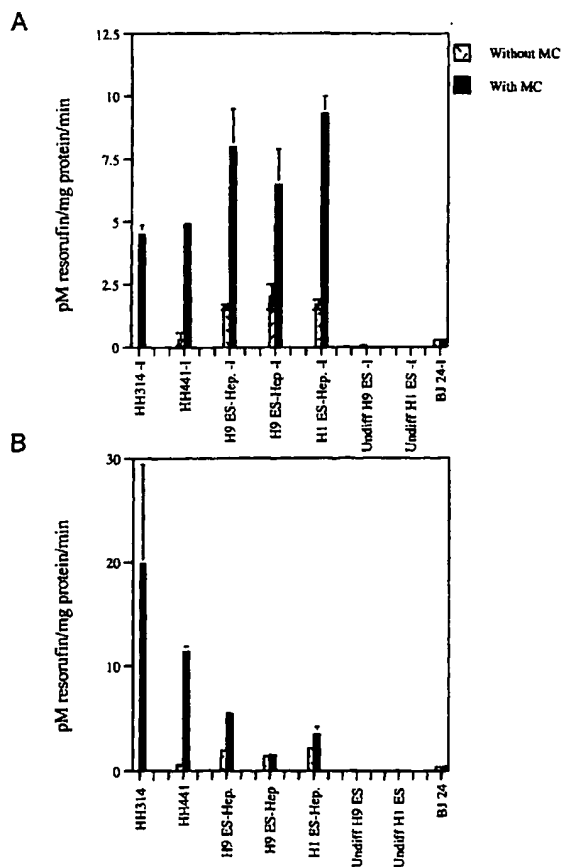 A
Without MC
With MC
pM resorufin/mg protein/min
12.5
10
7.5
5
2.5
0
HH314 -I
HH441-I
H9 ES-Hep. -I
H9 ES-Hep -I
H1 ES-Hep. -I
Undiff H9 ES -I
Undiff H1 ES -I
BJ 24-I
B
pM resorufin/mg protein/min
30
20
10
0
HH314
HH441
H9 ES-Hep.
H9 ES-Hep
H1 ES-Hep.
Undiff H9 ES
Undiff H1 ES
BJ 24